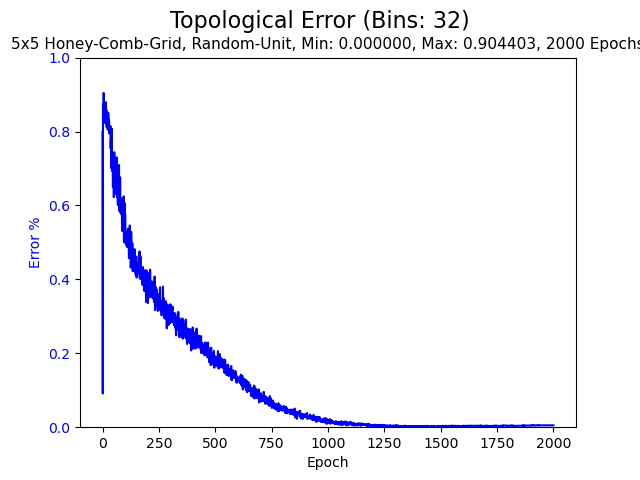 Topological Error (Bins: 32)
5x5 Honey-Comb-Grid, Random-Unit, Min: 0.000000, Max: 0.904403, 2000 Epochs
1.0
0.8
0.6
0.4
0.2
0.0
Error %
0 250 500 750 1000 1250 1500 1750 2000
Epoch